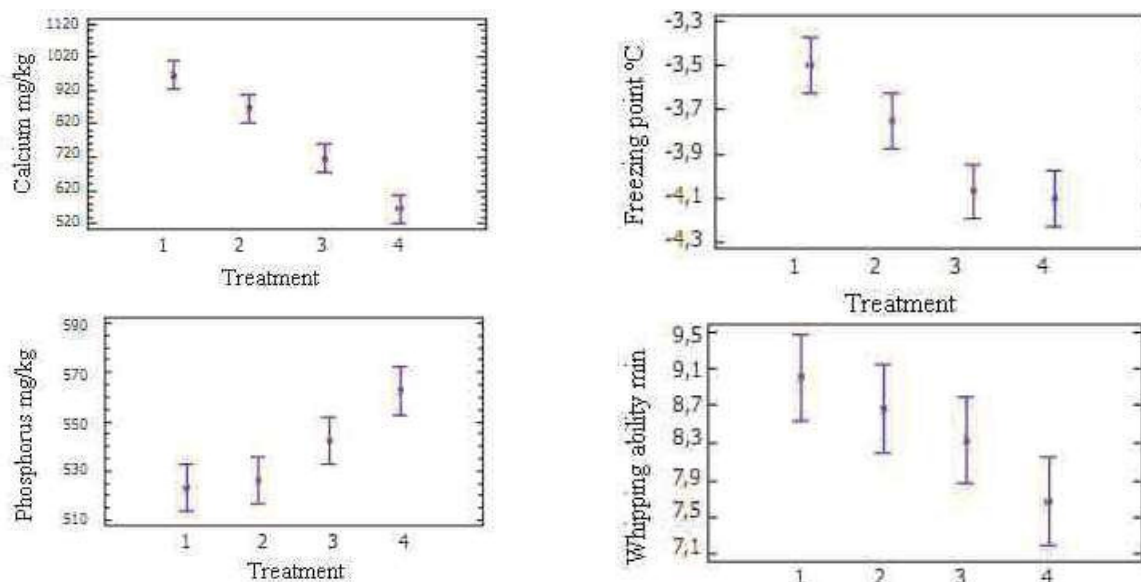 Calcium mg/kg
1120
1020
920
820
720
620
520
1 2 3 4
Treatment
Freezing point °C
-3,3
-3,5
-3,7
-3,9
-4,1
-4,3
1 2 3 4
Treatment
Phosphorus mg/kg
590
570
550
530
510
1 2 3 4
Treatment
Whipping ability min
9,5
9,1
8,7
8,3
7,9
7,5
7,1
1 2 3 4